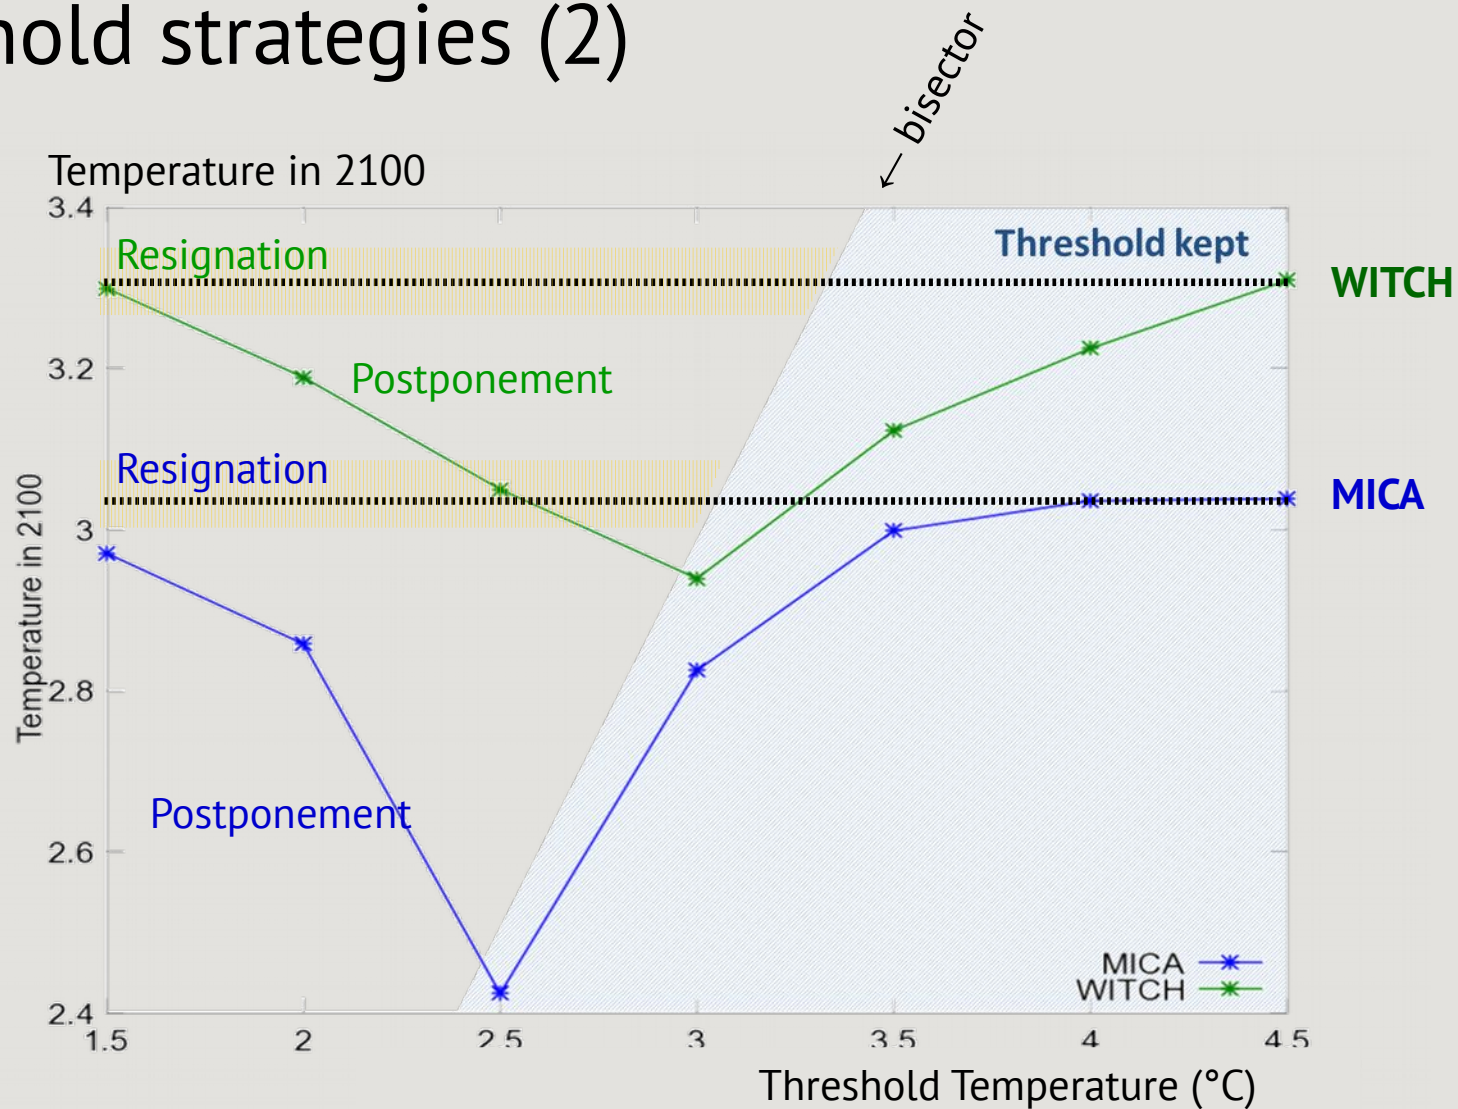 hold strategies (2)
← bisector
Temperature in 2100
3.4
Resignation
Threshold kept
WITCH
3.2
Postponement
Resignation
MICA
3
Temperature in 2100
2.8
Postponement
2.6
MICA
WITCH
2.4
1.5 2 2.5 3 3.5 4 4.5
Threshold Temperature (°C)